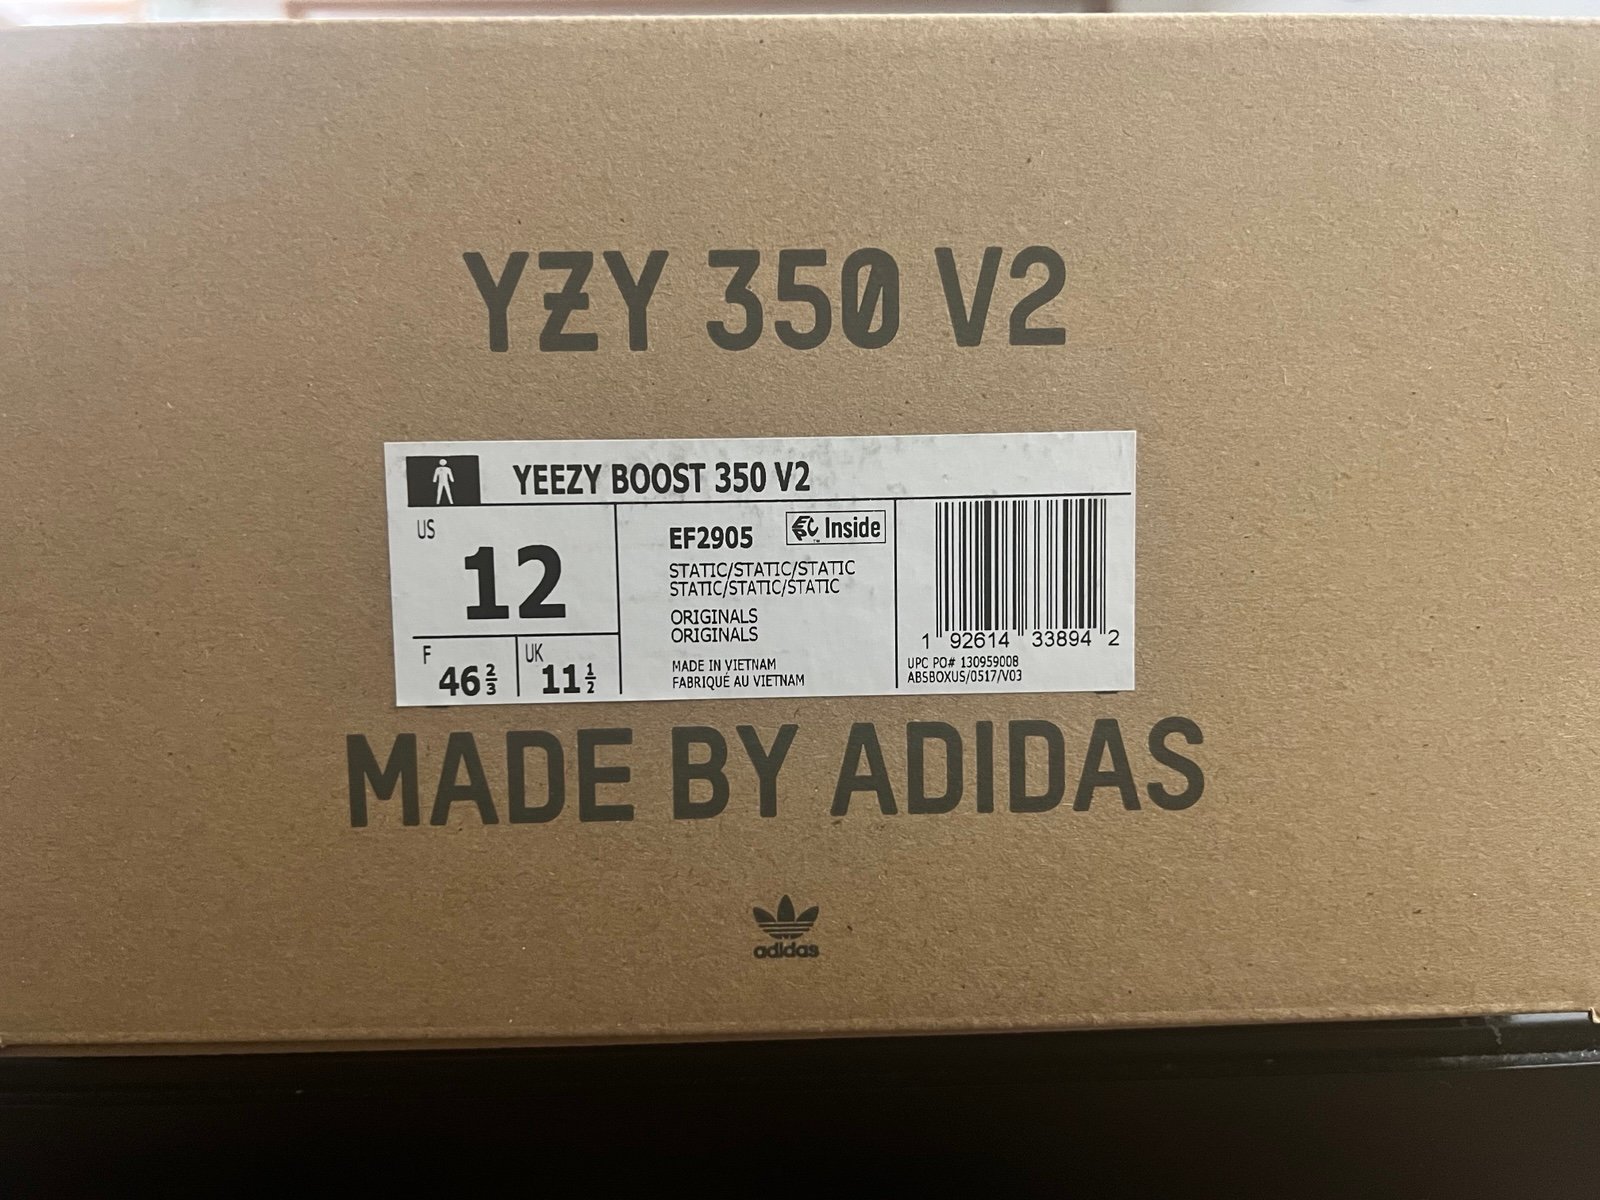 YZY 350 V2
YEEZY BOOST 350 V2
US
12
F
46 2/3
UK
11 1/2
EF2905
Inside
STATIC/STATIC/STATIC
STATIC/STATIC/STATIC
ORIGINALS
ORIGINALS
MADE IN VIETNAM
FABRIQUÉ AU VIETNAM
1 92614 33894 2
UPC PO# 130959008
ABSBOXUS/0517/V03
MADE BY ADIDAS
adidas